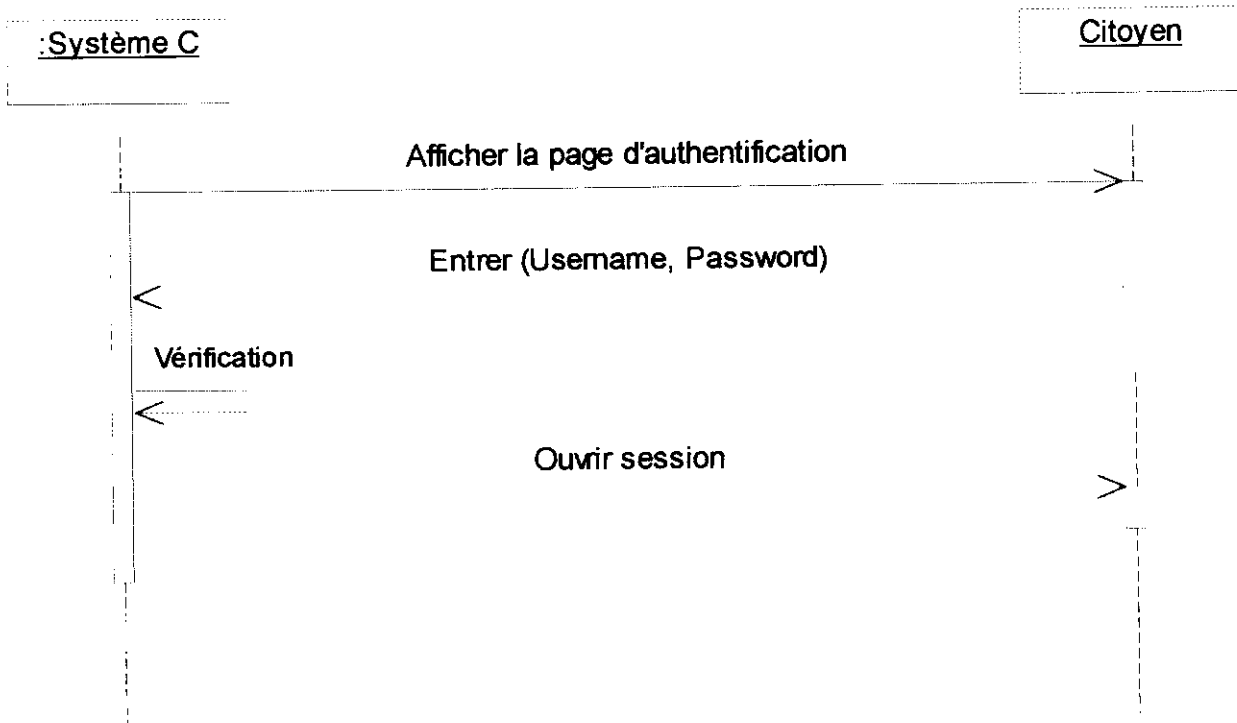 :Système C
Citoyen
Afficher la page d'authentification
Entrer (Username, Password)
Vérification
Ouvrir session